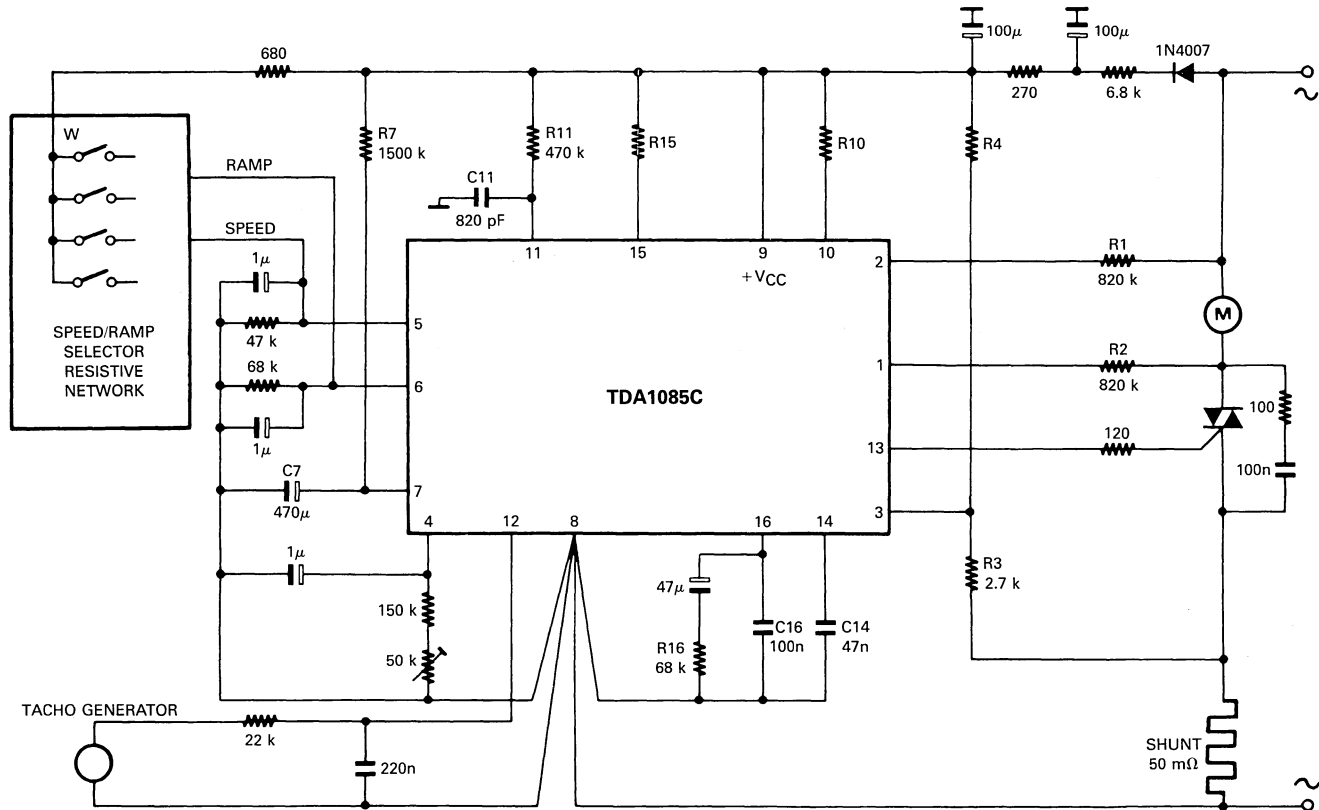 100μ
100μ
1N4007
680
270
6.8 k
W
R7
1500 k
R11
470 k
R15
R10
R4
RAMP
C11
820 pF
SPEED
11
15
9
10
+VCC
2
R1
820 k
1μ
5
47 k
M
SPEED/RAMP
SELECTOR
RESISTIVE
NETWORK
68 k
6
1
R2
820 k
TDA1085C
100
1μ
13
120
100n
C7
470μ
7
3
4
12
8
16
14
1μ
R3
2.7 k
47μ
150 k
C16
100n
C14
47n
50 k
R16
68 k
TACHO GENERATOR
22 k
220n
SHUNT
50 mΩ